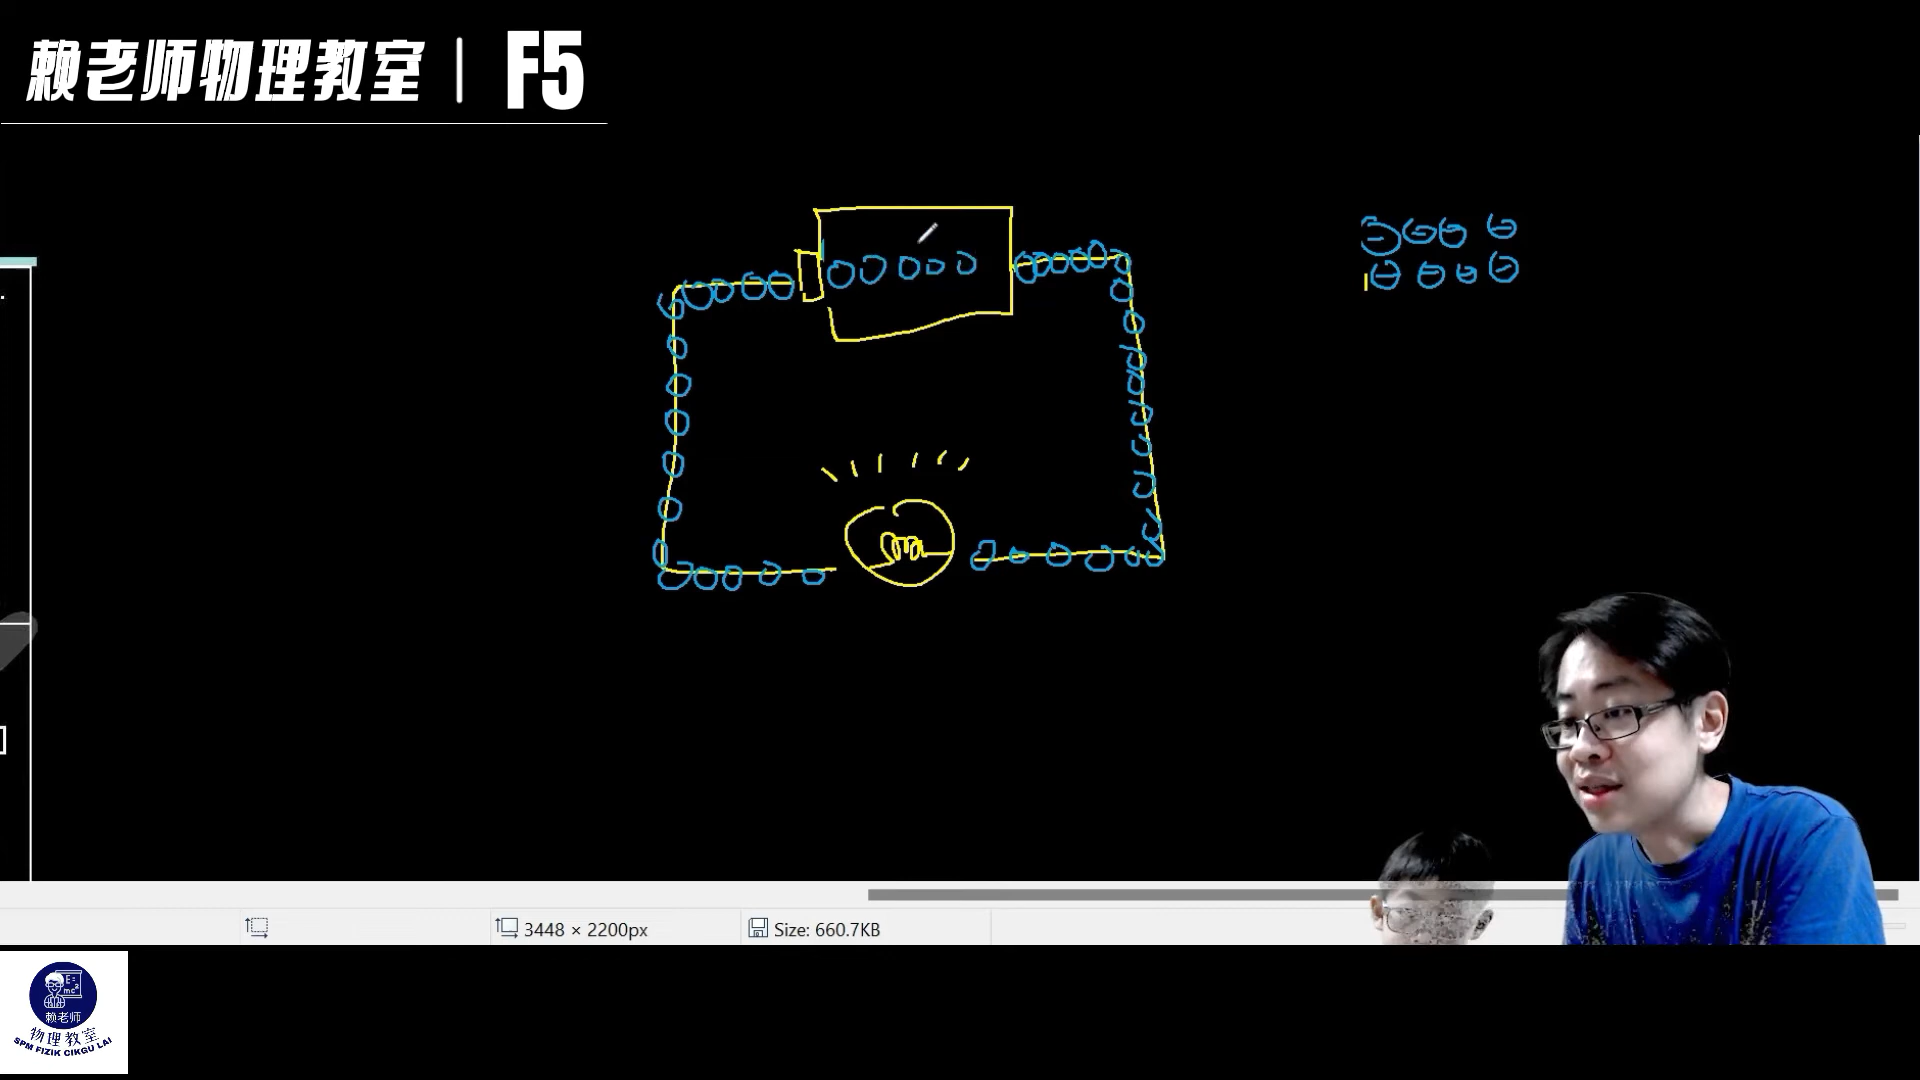 赖老师物理教室 | F5
3448 × 2200px
Size: 660.7KB
E=
mc²
赖老师
物理教室
SPM FIZIK CIKGU LAI